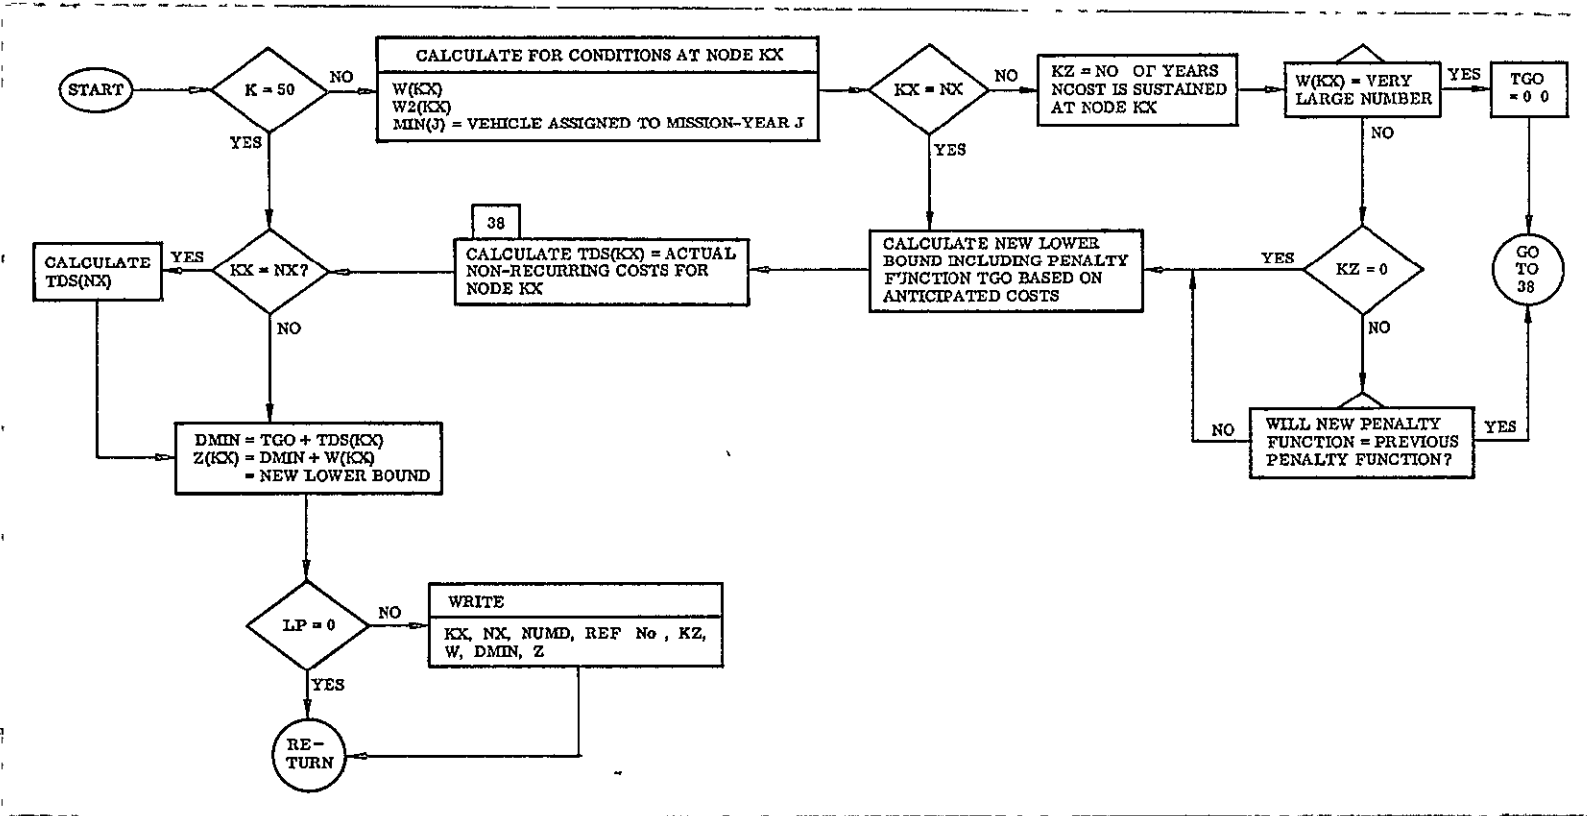 START
K = 50
NO
YES
CALCULATE FOR CONDITIONS AT NODE KX
W(KX)
W2(KX)
MIN(J) = VEHICLE ASSIGNED TO MISSION-YEAR J
KX = NX
NO
YES
KZ = NO OF YEARS
NCOST IS SUSTAINED
AT NODE KX
W(KX) = VERY
LARGE NUMBER
YES
NO
TGO
= 0 0
CALCULATE
TDS(NX)
YES
KX = NX?
NO
38
CALCULATE TDS(KX) = ACTUAL
NON-RECURRING COSTS FOR
NODE KX
CALCULATE NEW LOWER
BOUND INCLUDING PENALTY
FUNCTION TGO BASED ON
ANTICIPATED COSTS
YES
KZ = 0
NO
GO
TO
38
DMIN = TGO + TDS(KX)
Z(KX) = DMIN + W(KX)
= NEW LOWER BOUND
NO
WILL NEW PENALTY
FUNCTION = PREVIOUS
PENALTY FUNCTION?
YES
LP = 0
NO
YES
WRITE
KX, NX, NUMD, REF No , KZ,
W, DMIN, Z
RE-
TURN